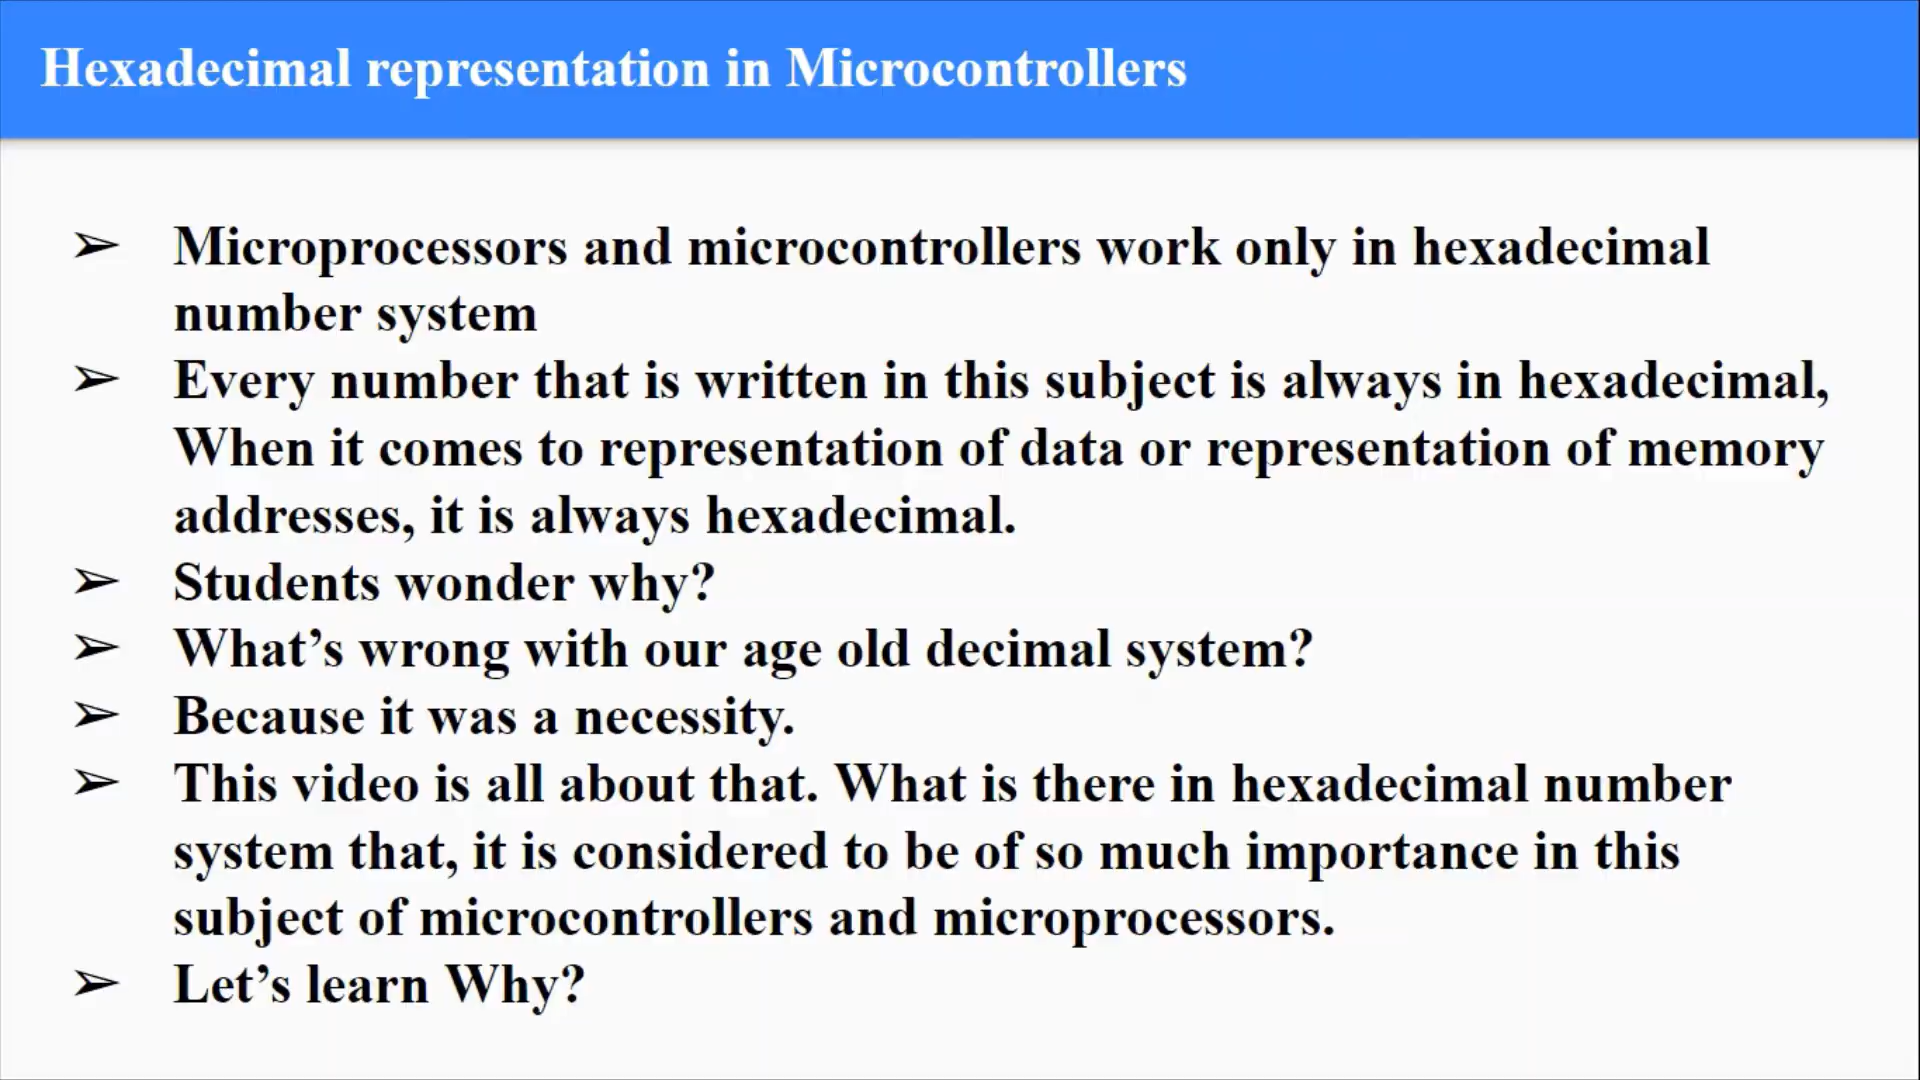 Hexadecimal representation in Microcontrollers
➢ Microprocessors and microcontrollers work only in hexadecimal
number system
➢ Every number that is written in this subject is always in hexadecimal,
When it comes to representation of data or representation of memory
addresses, it is always hexadecimal.
➢ Students wonder why?
➢ What’s wrong with our age old decimal system?
➢ Because it was a necessity.
➢ This video is all about that. What is there in hexadecimal number
system that, it is considered to be of so much importance in this
subject of microcontrollers and microprocessors.
➢ Let’s learn Why?